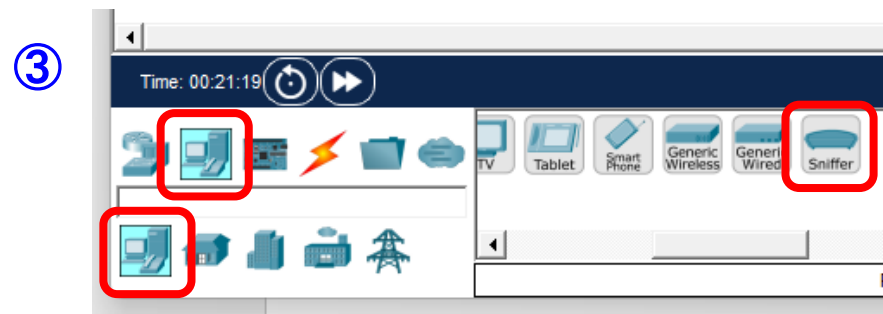 ③
Time: 00:21:19
TV
Tablet
Smart
Phone
Generic
Wireless
Generic
Wired
Sniffer